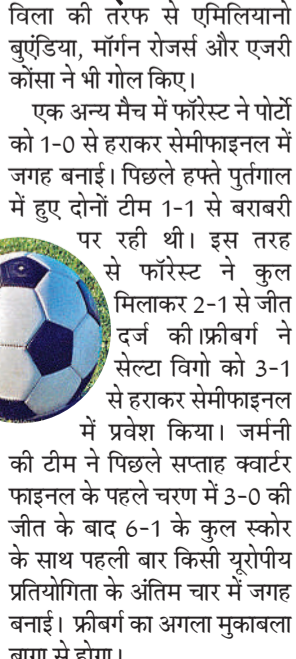 विला की तरफ से एमिलियानो
बुएंडिया, मॉर्गन रोजर्स और एजरी
कोंसा ने भी गोल किए।
एक अन्य मैच में फॉरेस्ट ने पोर्टो
को 1-0 से हराकर सेमीफाइनल में
जगह बनाई। पिछले हफ्ते पुर्तगाल
में हुए दोनों टीम 1-1 से बराबरी
पर रही थी। इस तरह
से फॉरेस्ट ने कुल
मिलाकर 2-1 से जीत
दर्ज की।फ्रीबर्ग ने
सेल्टा विगो को 3-1
से हराकर सेमीफाइनल
में प्रवेश किया। जर्मनी
की टीम ने पिछले सप्ताह क्वार्टर
फाइनल के पहले चरण में 3-0 की
जीत के बाद 6-1 के कुल स्कोर
के साथ पहली बार किसी यूरोपीय
प्रतियोगिता के अंतिम चार में जगह
बनाई। फ्रीबर्ग का अगला मुकाबला
ब्रागा से होगा।